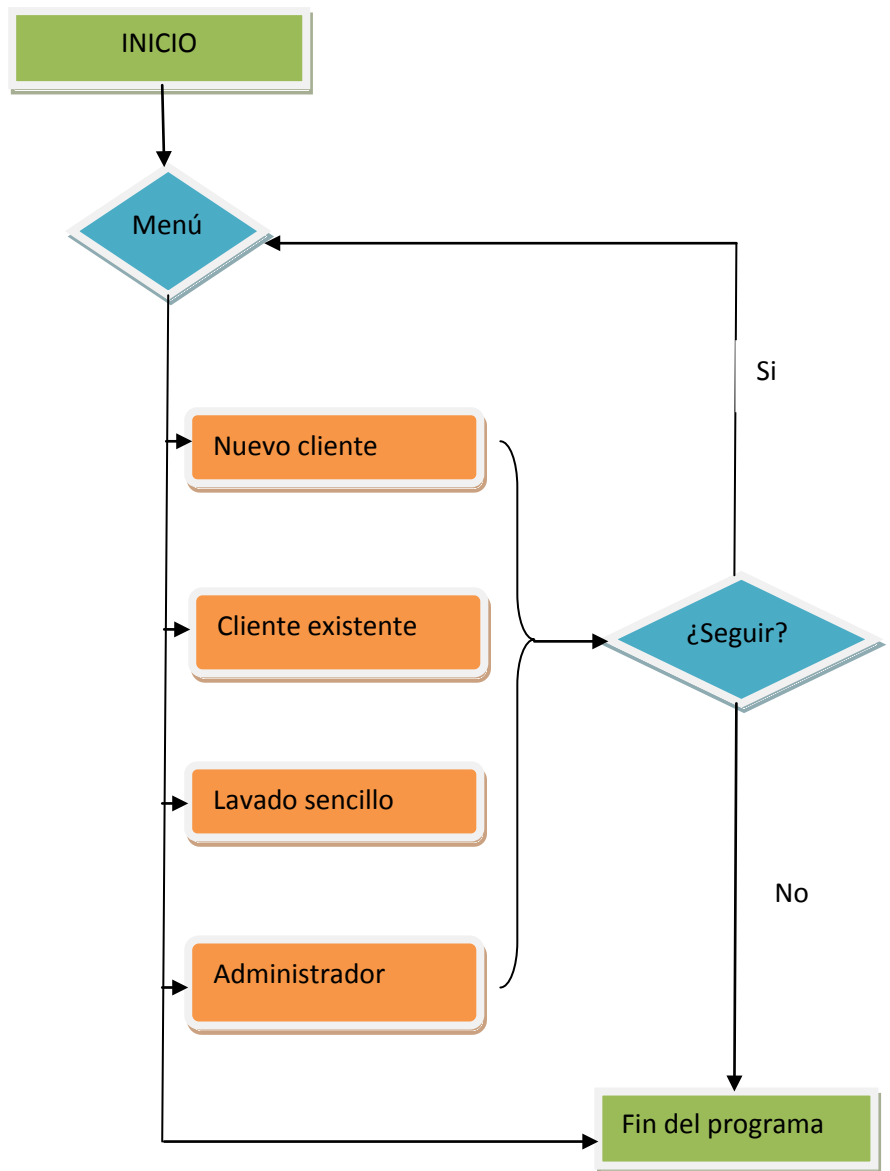 INICIO
Menú
Si
Nuevo cliente
Cliente existente
¿Seguir?
Lavado sencillo
No
Administrador
Fin del programa